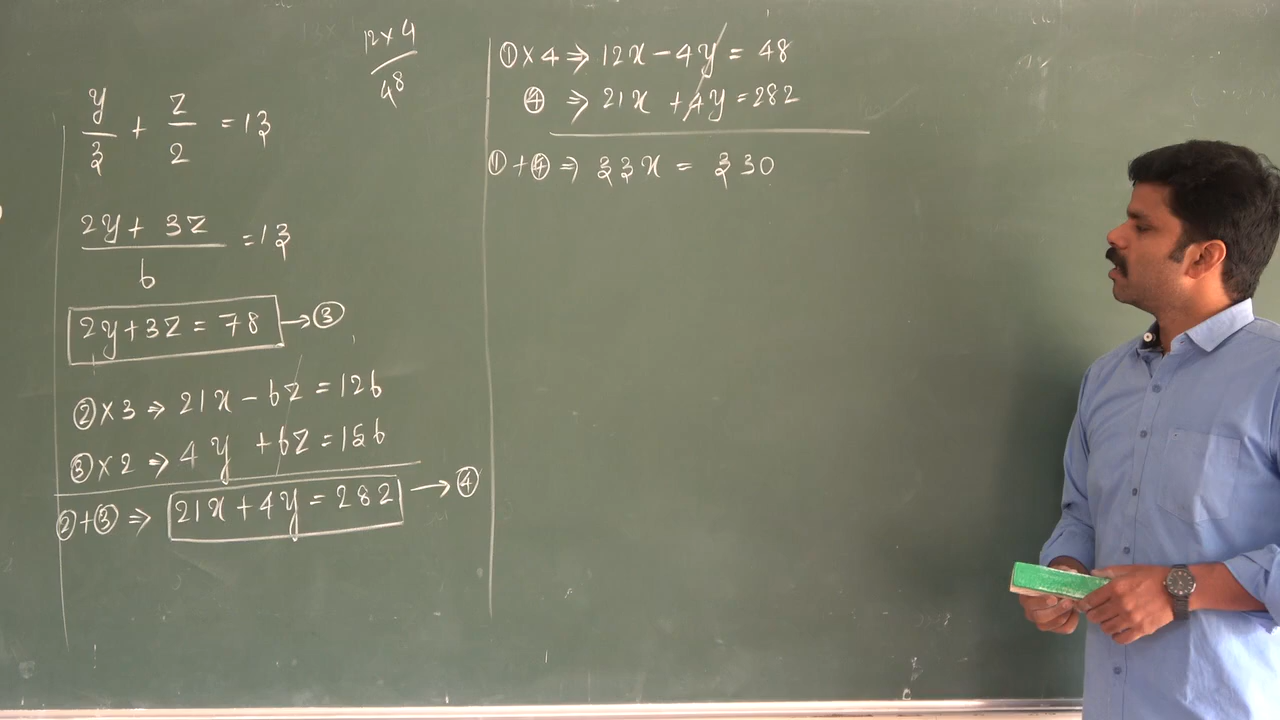 y/3 + z/2 = 13
(2y + 3z)/6 = 13
2y + 3z = 78 → ③
② × 3 ⇒ 21x − 6z = 126
③ × 2 ⇒ 4y + 6z = 156
② + ③ ⇒ 21x + 4y = 282 → ④
12 × 4
48
① × 4 ⇒ 12x − 4y = 48
④ ⇒ 21x + 4y = 282
① + ④ ⇒ 33x = 330